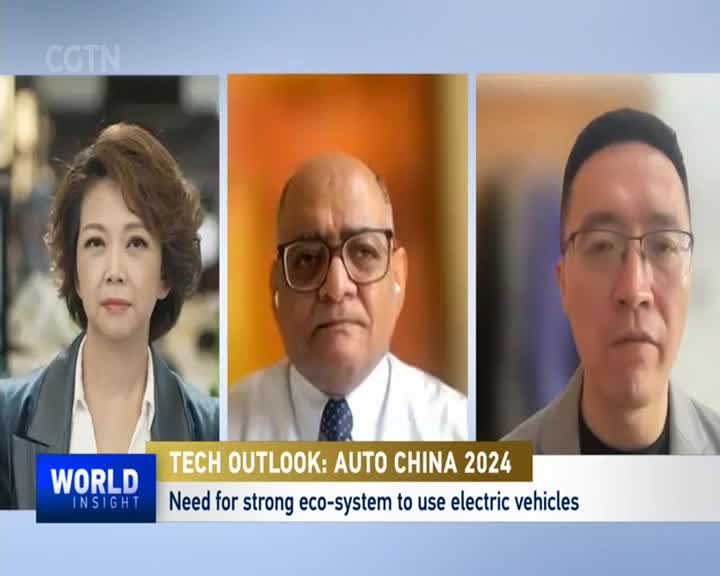 CGTN
TECH OUTLOOK: AUTO CHINA 2024
WORLD
INSIGHT
Need for strong eco-system to use electric vehicles